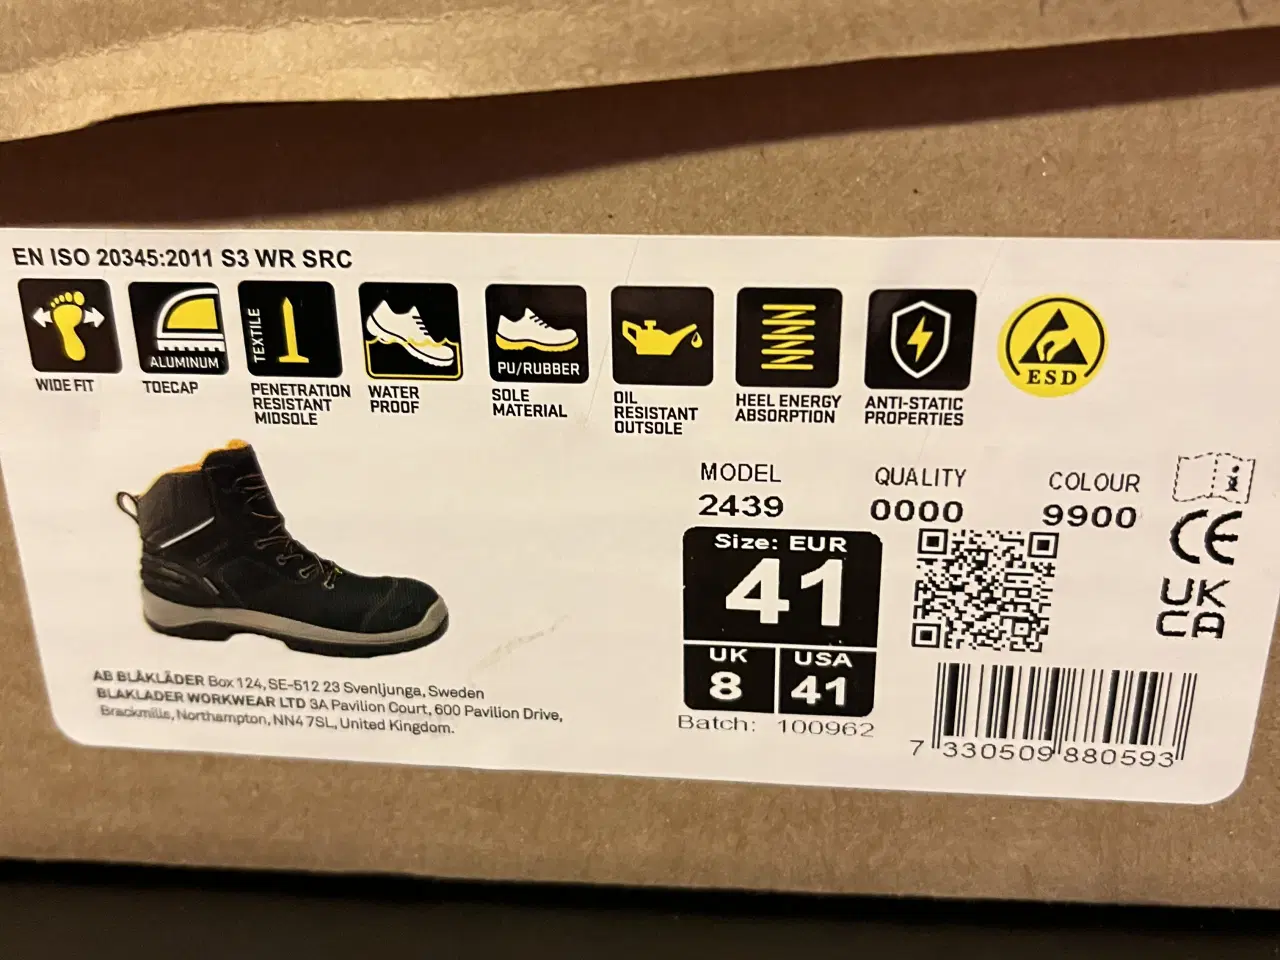 EN ISO 20345:2011 S3 WR SRC
WIDE FIT
ALUMINUM
TOECAP
TEXTILE
PENETRATION
RESISTANT
MIDSOLE
WATER
PROOF
PU/RUBBER
SOLE
MATERIAL
OIL
RESISTANT
OUTSOLE
HEEL ENERGY
ABSORPTION
ANTI-STATIC
PROPERTIES
ESD
MODEL QUALITY COLOUR
2439 0000 9900
Size: EUR
41
UK USA
8 41
Batch: 100962
i
CE
UK
CA
7 330509 880593
AB BLÅKLÄDER Box 124, SE-512 23 Svenljunga, Sweden
BLAKLADER WORKWEAR LTD 3A Pavilion Court, 600 Pavilion Drive,
Brackmills, Northampton, NN4 7SL, United Kingdom.